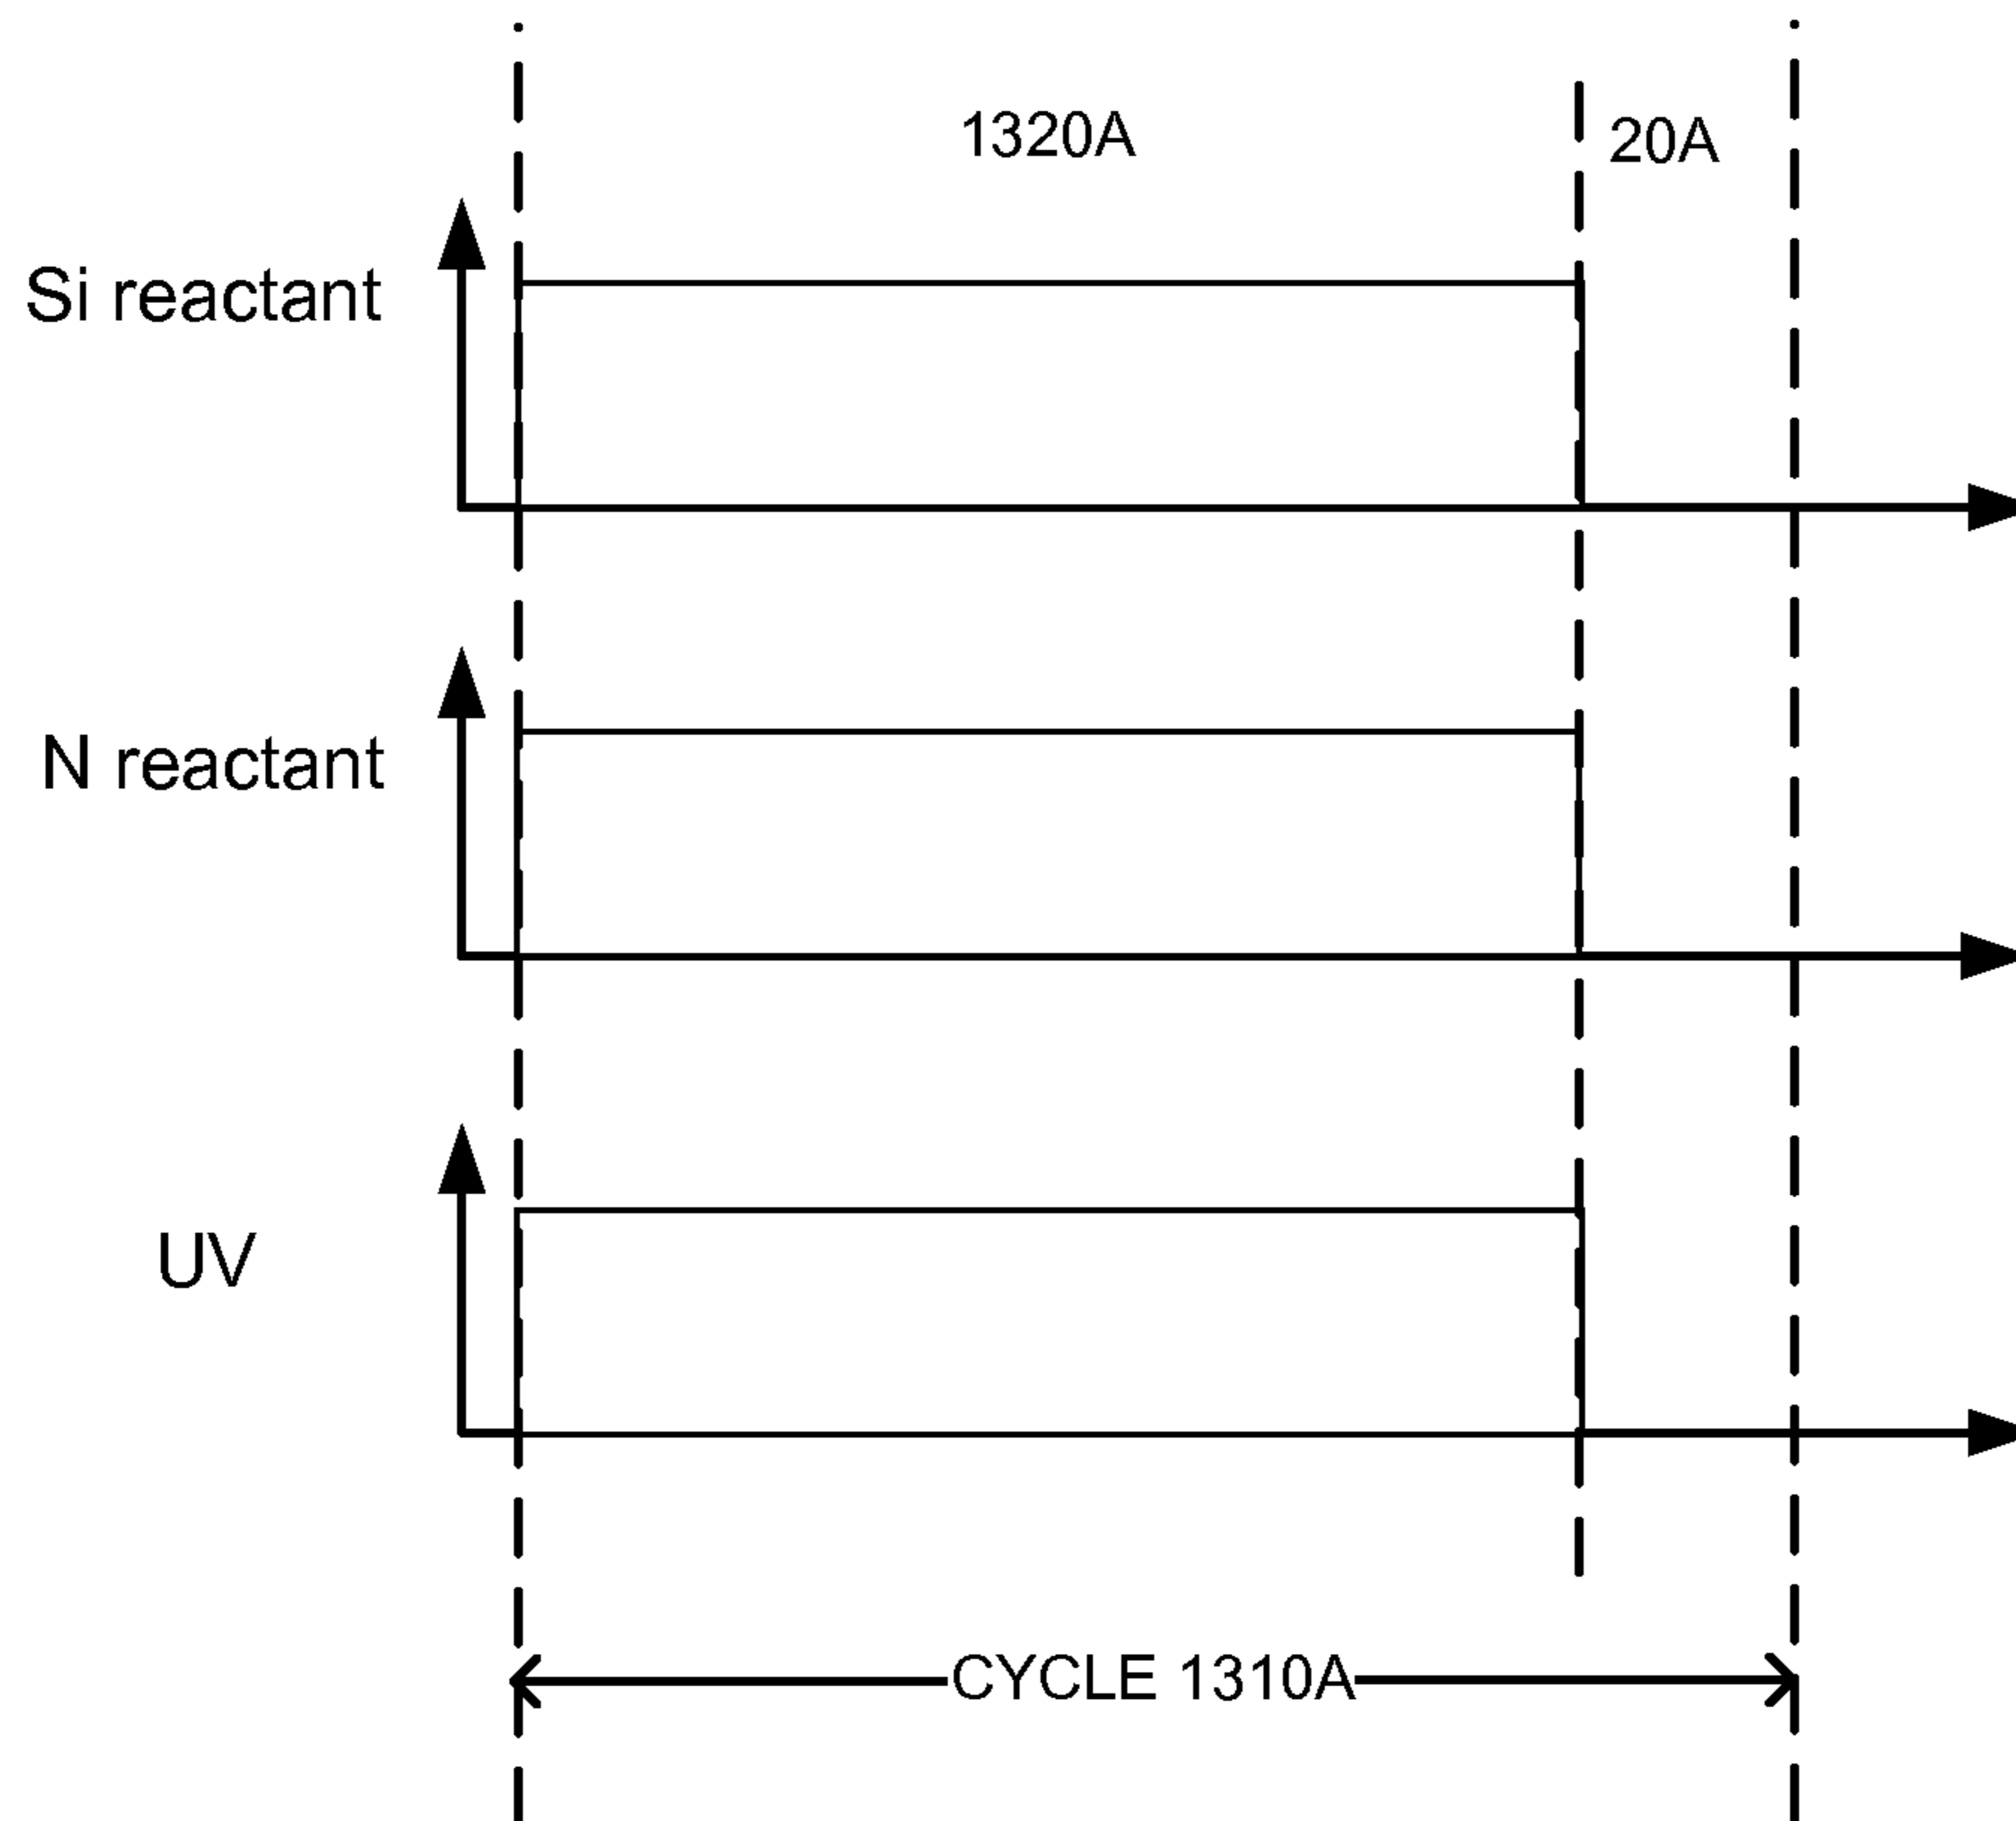 1320A
20A
Si reactant
N reactant
UV
CYCLE 1310A